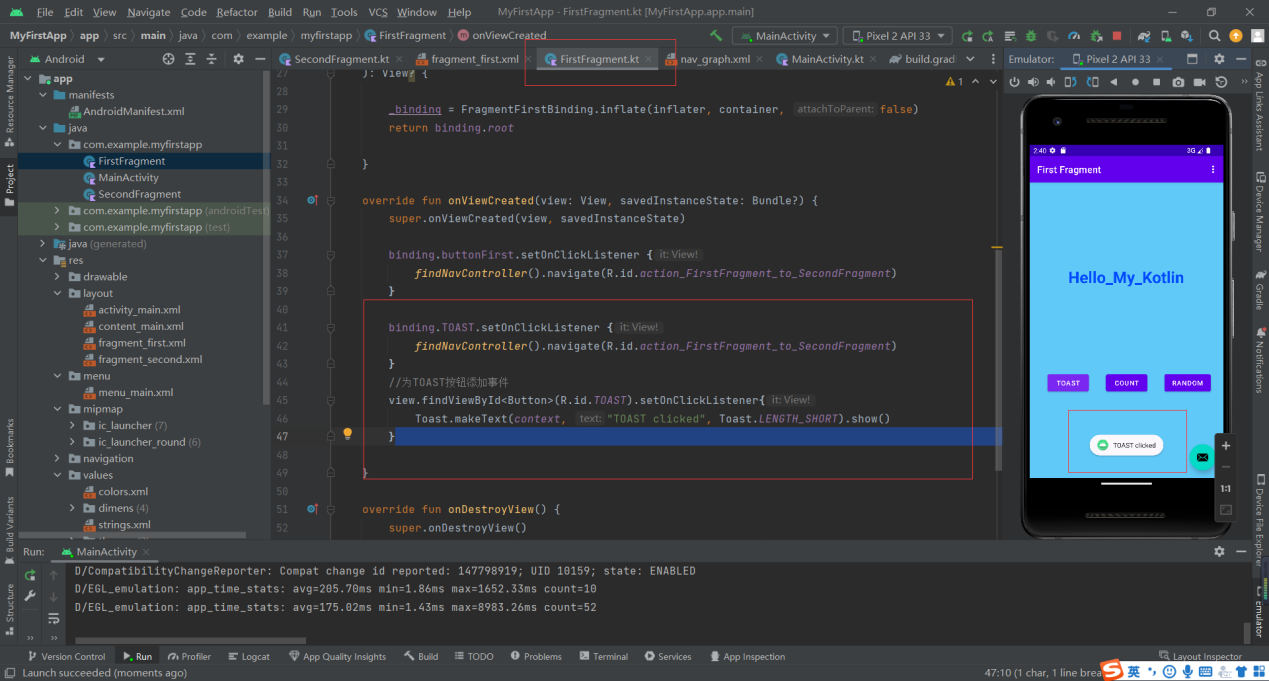 File Edit View Navigate Code Refactor Build Run Tools VCS Window Help MyFirstApp - FirstFragment.kt [MyFirstApp.app.main]
MyFirstApp app src main java com example myfirstapp FirstFragment onViewCreated MainActivity Pixel 2 API 33
Android
SecondFragment.kt fragment_first.xml FirstFragment.kt nav_graph.xml MainActivity.kt build.grad
Emulator: Pixel 2 API 33
Resource Manager
Project
Bookmarks
Build Variants
Structure
app
manifests
AndroidManifest.xml
java
com.example.myfirstapp
FirstFragment
MainActivity
SecondFragment
com.example.myfirstapp (androidTest)
com.example.myfirstapp (test)
java (generated)
res
drawable
layout
activity_main.xml
content_main.xml
fragment_first.xml
fragment_second.xml
menu
menu_main.xml
mipmap
ic_launcher (7)
ic_launcher_round (6)
navigation
values
colors.xml
dimens (4)
strings.xml
1
27 ): View? {
28
29 _binding = FragmentFirstBinding.inflate(inflater, container, attachToParent: false)
30 return binding.root
31
32 }
33
34 override fun onViewCreated(view: View, savedInstanceState: Bundle?) {
35 super.onViewCreated(view, savedInstanceState)
36
37 binding.buttonFirst.setOnClickListener { it: View!
38 findNavController().navigate(R.id.action_FirstFragment_to_SecondFragment)
39 }
40
41 binding.TOAST.setOnClickListener { it: View!
42 findNavController().navigate(R.id.action_FirstFragment_to_SecondFragment)
43 }
44 //为TOAST按钮添加事件
45 view.findViewById<Button>(R.id.TOAST).setOnClickListener{ it: View!
46 Toast.makeText(context, text: "TOAST clicked", Toast.LENGTH_SHORT).show()
47 }
48
49 }
50
51 override fun onDestroyView() {
52 super.onDestroyView()
2:40 3G
First Fragment
Hello_My_Kotlin
TOAST COUNT RANDOM
TOAST clicked
1:1
App Links Assistant
Device Manager
Gradle
Notifications
Device File Explorer
Emulator
Run: MainActivity
D/CompatibilityChangeReporter: Compat change id reported: 147798919; UID 10159; state: ENABLED
D/EGL_emulation: app_time_stats: avg=205.70ms min=1.86ms max=1652.33ms count=10
D/EGL_emulation: app_time_stats: avg=175.02ms min=1.43ms max=8983.26ms count=52
Version Control Run Profiler Logcat App Quality Insights Build TODO Problems Terminal Services App Inspection Layout Inspector
Launch succeeded (moments ago) 47:10 (1 char, 1 line brea
英